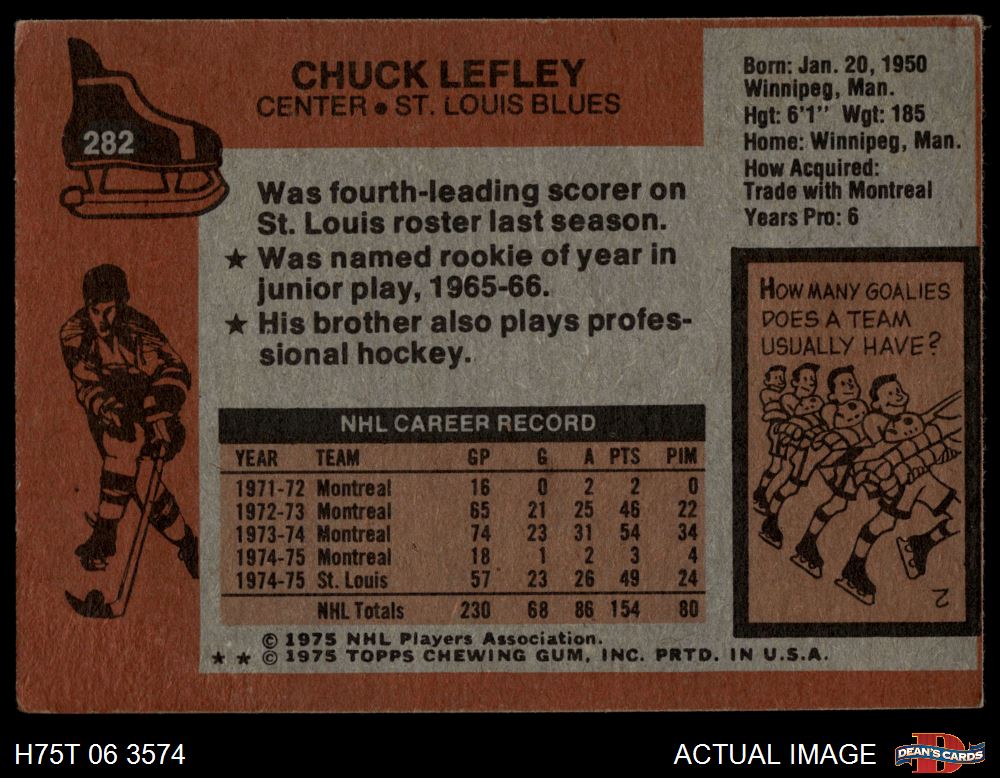 282
CHUCK LEFLEY
CENTER • ST. LOUIS BLUES
Born: Jan. 20, 1950
Winnipeg, Man.
Hgt: 6'1" Wgt: 185
Home: Winnipeg, Man.
How Acquired:
Trade with Montreal
Years Pro: 6
Was fourth-leading scorer on
St. Louis roster last season.
★ Was named rookie of year in
junior play, 1965-66.
★ His brother also plays profes-
sional hockey.
NHL CAREER RECORD
YEAR TEAM GP G A PTS PIM
1971-72 Montreal 16 0 2 2 0
1972-73 Montreal 65 21 25 46 22
1973-74 Montreal 74 23 31 54 34
1974-75 Montreal 18 1 2 3 4
1974-75 St. Louis 57 23 26 49 24
NHL Totals 230 68 86 154 80
© 1975 NHL Players Association.
★ ★ © 1975 TOPPS CHEWING GUM, INC. PRTD. IN U.S.A.
HOW MANY GOALIES
DOES A TEAM
USUALLY HAVE?
2
H75T 06 3574
ACTUAL IMAGE
D
DEAN'S CARDS